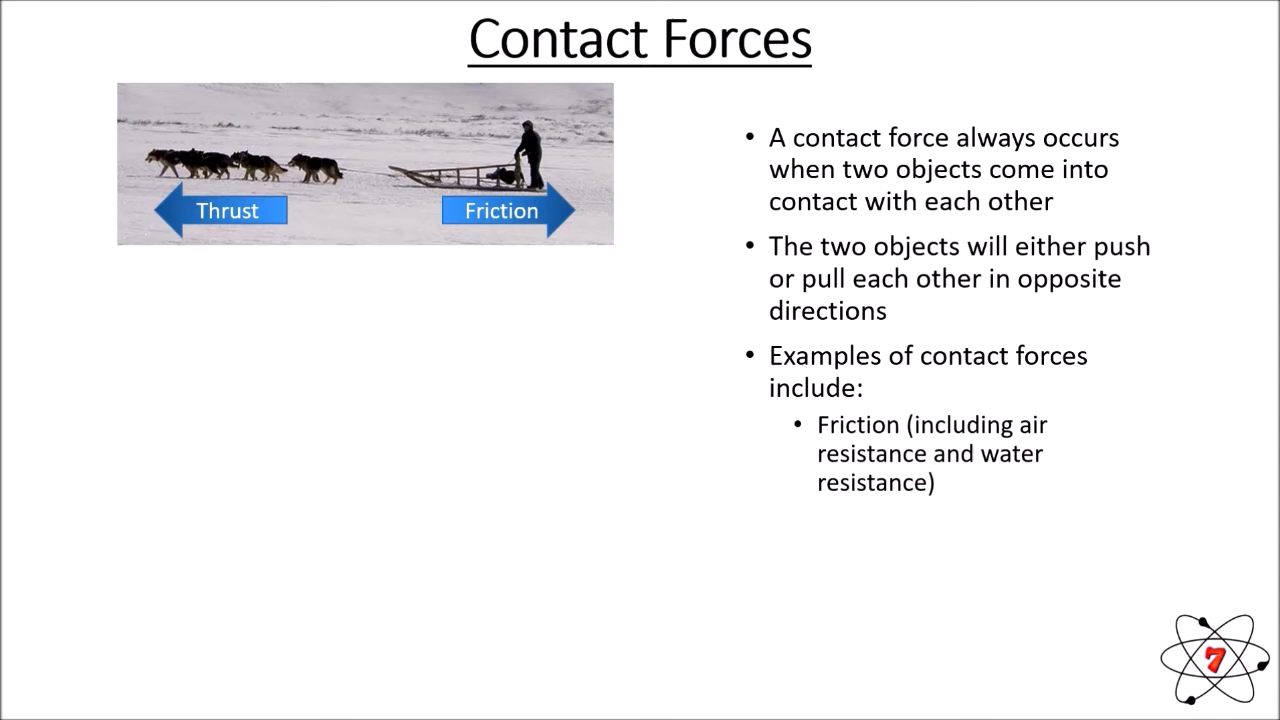 Contact Forces
Thrust
Friction
• A contact force always occurs
when two objects come into
contact with each other
• The two objects will either push
or pull each other in opposite
directions
• Examples of contact forces
include:
• Friction (including air
resistance and water
resistance)
7